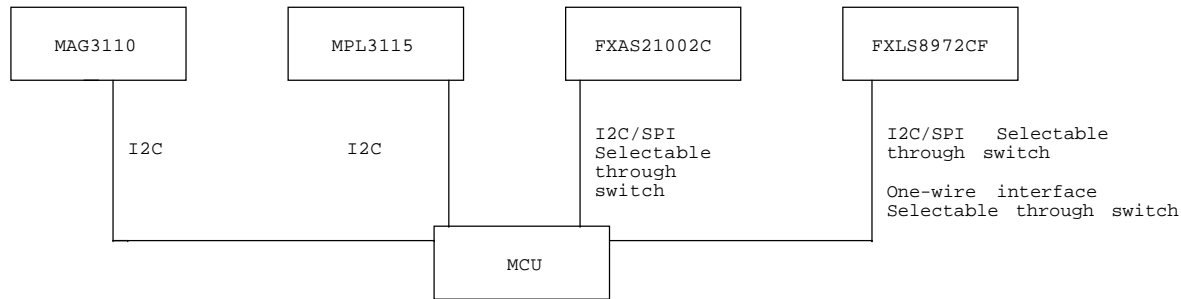 MAG3110
MPL3115
FXAS21002C
FXLS8972CF
I2C
I2C
I2C/SPI
Selectable
through
switch
I2C/SPI Selectable
through switch
One-wire interface
Selectable through switch
MCU